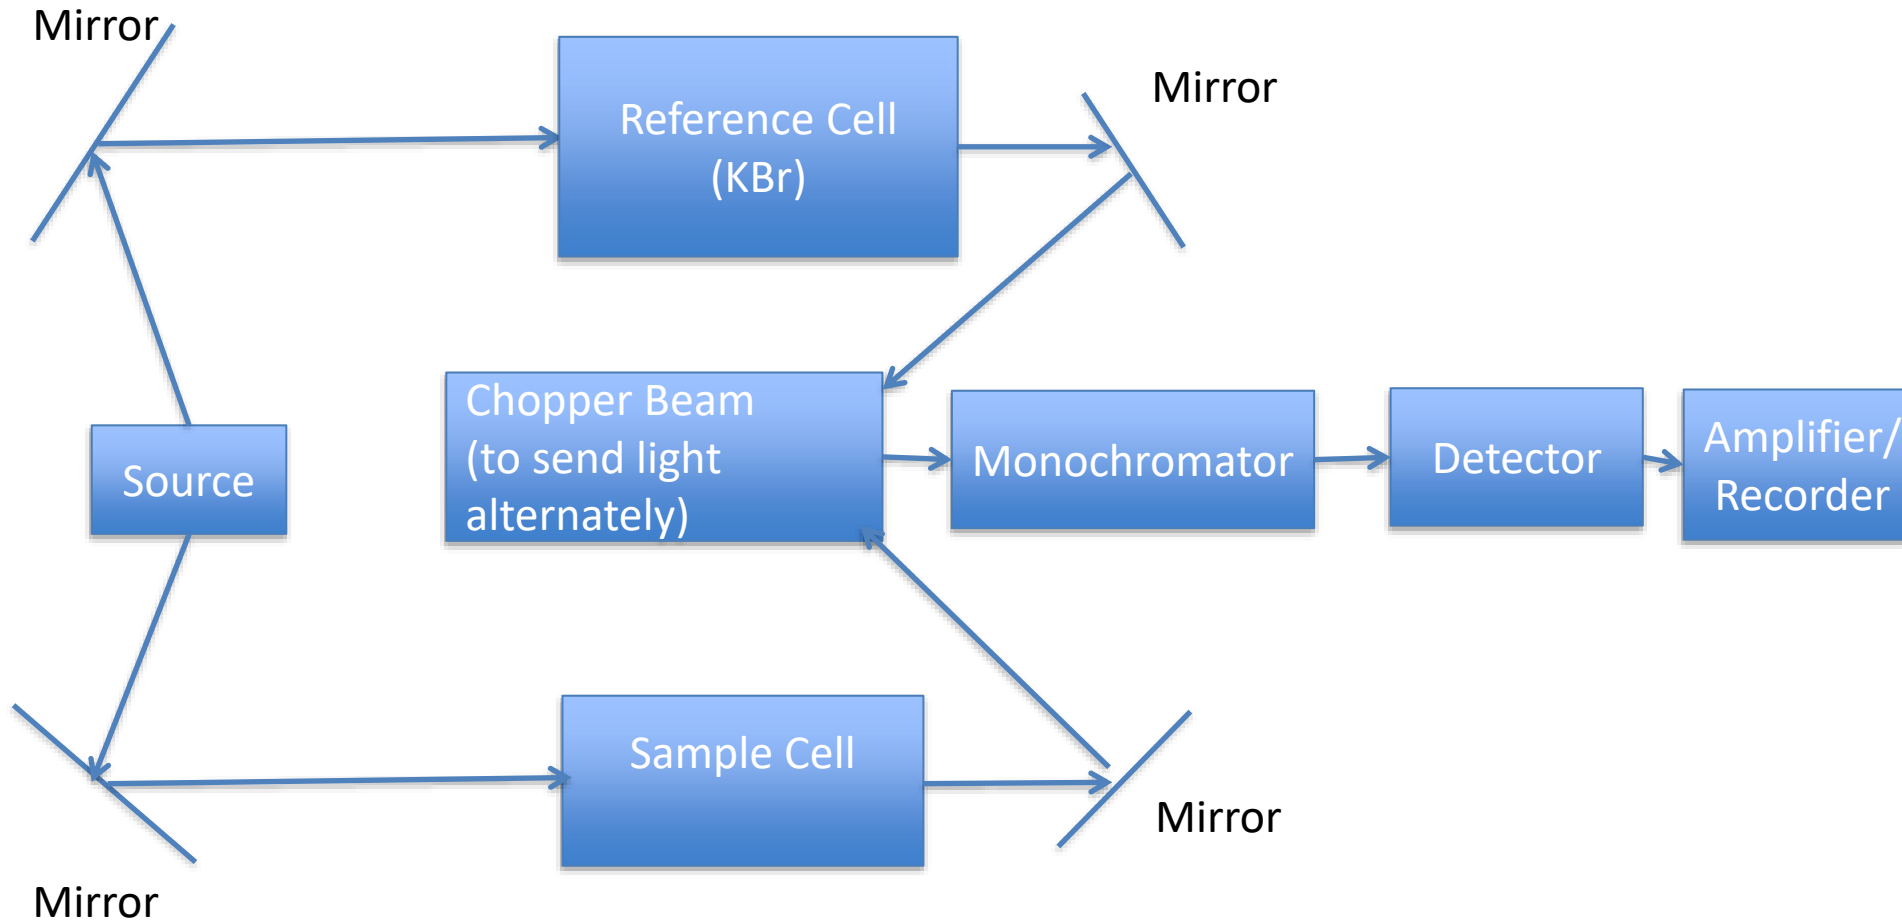 Mirror
Reference Cell
(KBr)
Mirror
Chopper Beam
(to send light
alternately)
Source
Monochromator
Detector
Amplifier/
Recorder
Sample Cell
Mirror
Mirror